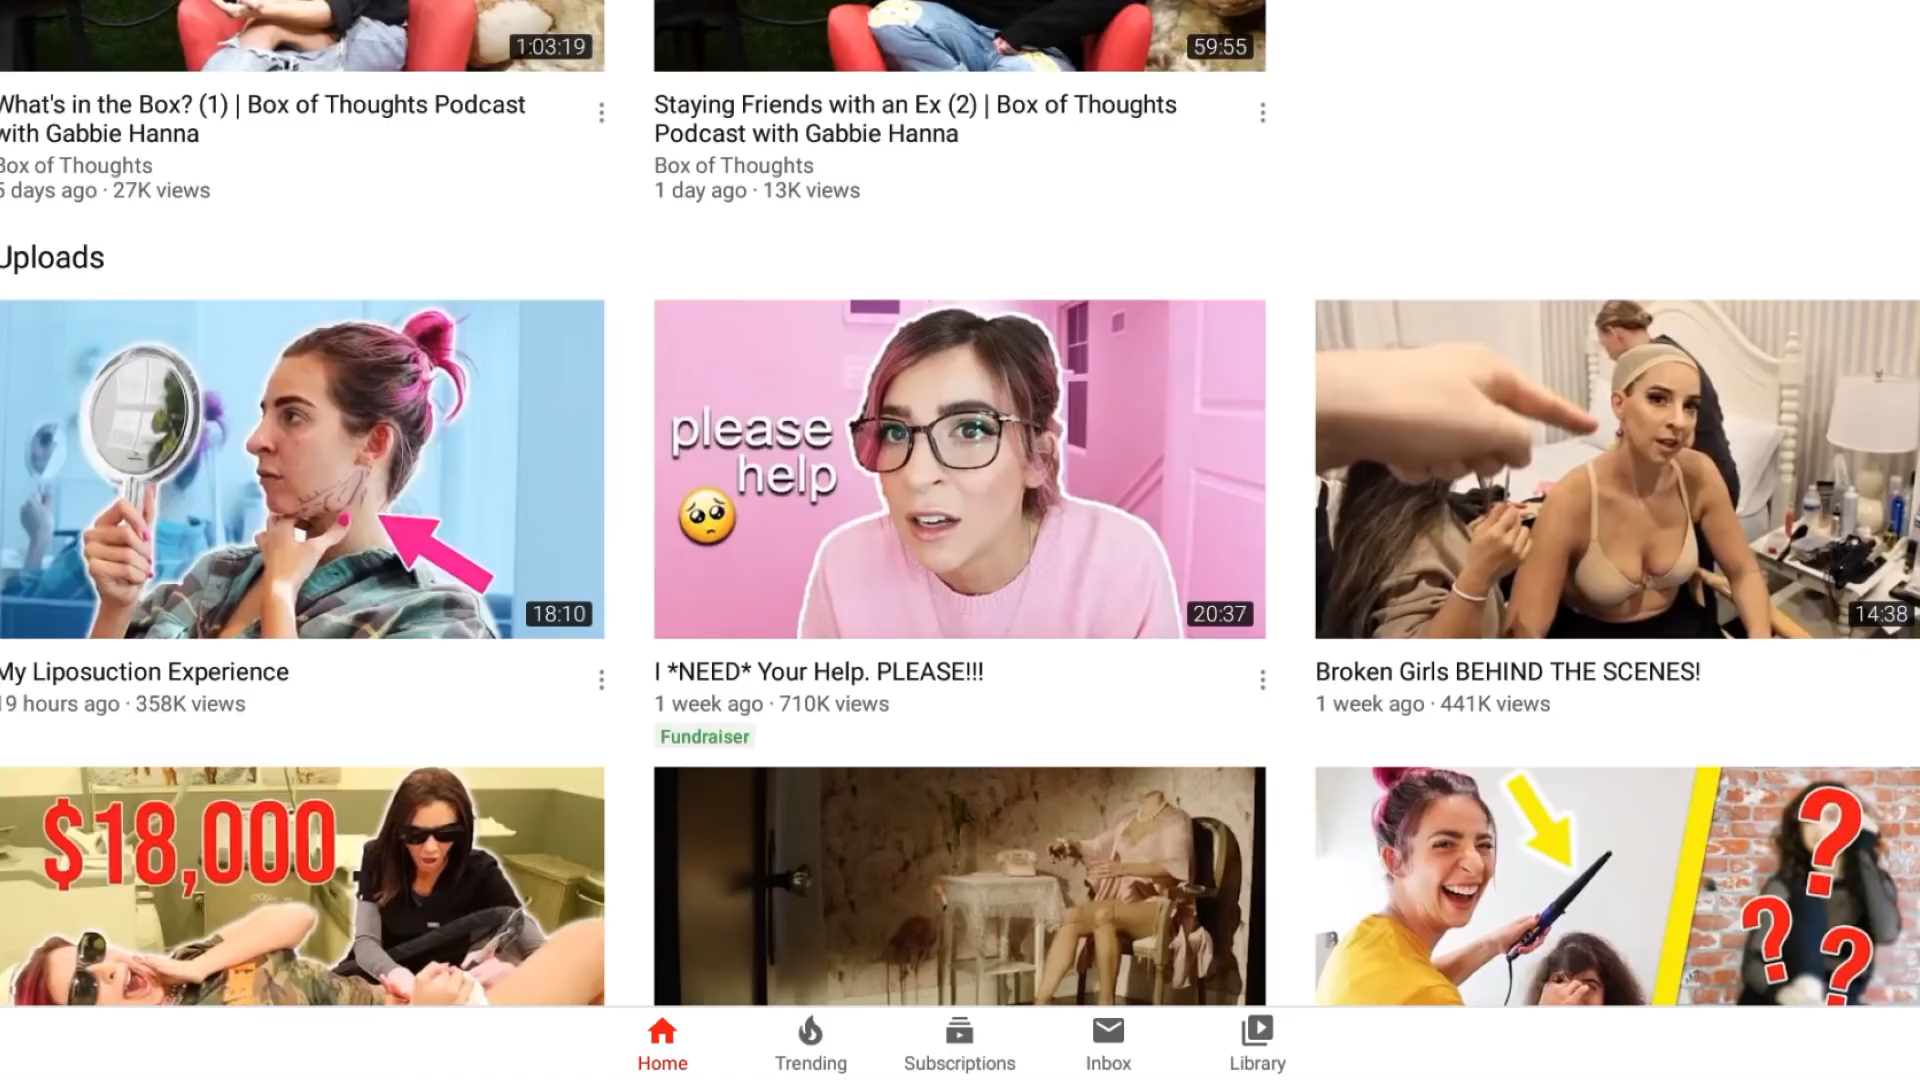 1:03:19
59:55
What's in the Box? (1) | Box of Thoughts Podcast
with Gabbie Hanna
Box of Thoughts
5 days ago · 27K views
Staying Friends with an Ex (2) | Box of Thoughts
Podcast with Gabbie Hanna
Box of Thoughts
1 day ago · 13K views
Uploads
18:10
please
help
20:37
14:38
My Liposuction Experience
19 hours ago · 358K views
I *NEED* Your Help. PLEASE!!!
1 week ago · 710K views
Fundraiser
Broken Girls BEHIND THE SCENES!
1 week ago · 441K views
$18,000
?
?
?
Home
Trending
Subscriptions
Inbox
Library